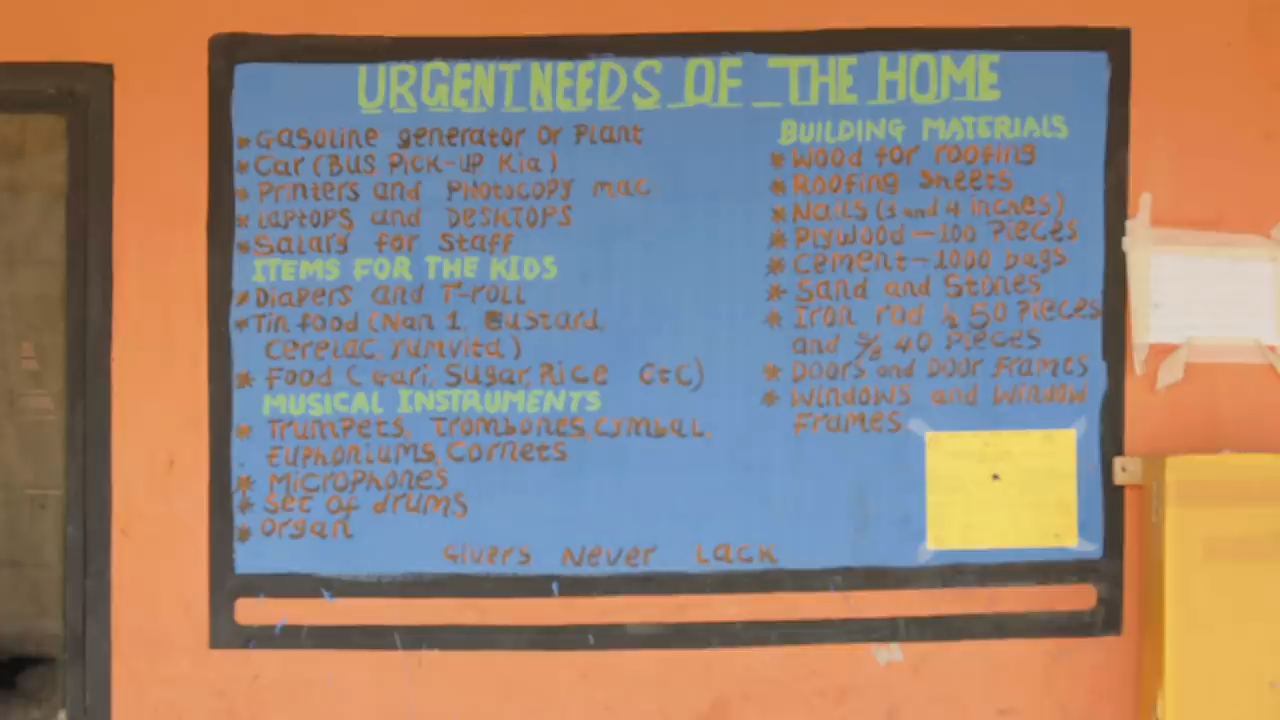 URGENT NEEDS OF THE HOME
* Gasoline generator Or Plant
* Car (BUS PICK-UP Kia)
* Printers and PHotocopy mac
* Laptops and DESKTOPS
* Salary for Staff
ITEMS FOR THE KIDS
* Diapers and T-roll
* Tin food (Nan 1, Bustard,
Cerelac, Yumvita)
* Food (Gari, Sugar, Rice EtC)
MUSICAL INSTRUMENTS
* Trumpets, Trombones, Cymbal,
Euphoniums, Cornets
* Microphones
* Set of drums
* Organ
BUILDING MATERIALS
* Wood for roofing
* Roofing Sheets
* Nails (3 and 4 inches)
* Plywood - 100 Pieces
* Cement - 1000 bags
* Sand and Stones
* Iron rod ½ 50 Pieces
and 5/8 40 Pieces
* Doors and Door Frames
* Windows and Window
Frames
Givers Never Lack